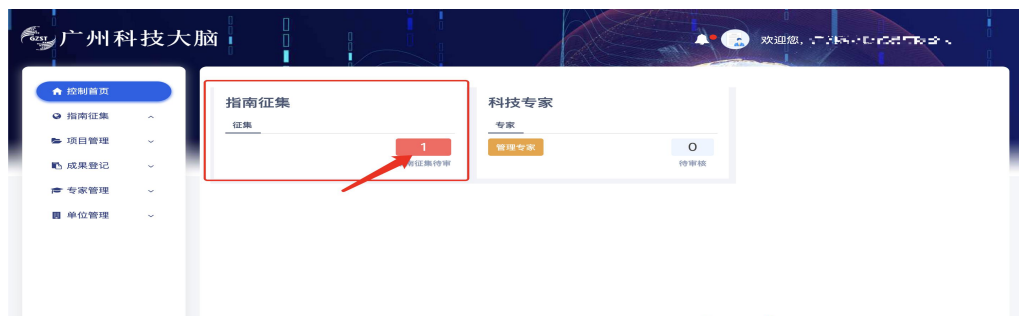 GZST 广州科技大脑
欢迎您,
控制首页
指南征集
项目管理
成果登记
专家管理
单位管理
指南征集
征集
1
南征集待审
科技专家
专家
管理专家
0
待审核